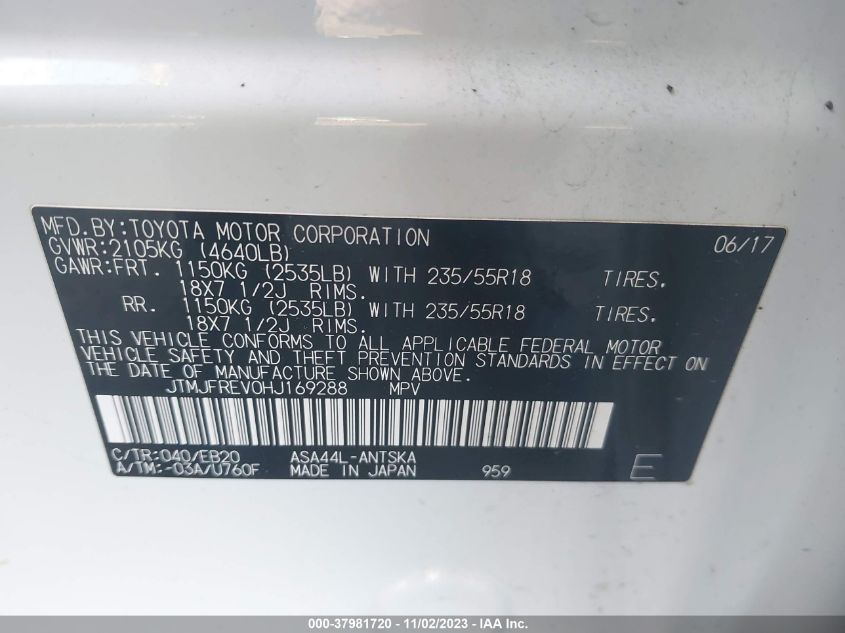 MFD.BY:TOYOTA MOTOR CORPORATION 06/17
GVWR:2105KG (4640LB)
GAWR:FRT. 1150KG (2535LB) WITH 235/55R18 TIRES.
18X7 1/2J RIMS.
RR. 1150KG (2535LB) WITH 235/55R18 TIRES.
18X7 1/2J RIMS.
THIS VEHICLE CONFORMS TO ALL APPLICABLE FEDERAL MOTOR
VEHICLE SAFETY AND THEFT PREVENTION STANDARDS IN EFFECT ON
THE DATE OF MANUFACTURE SHOWN ABOVE.
JTMJFREV0HJ169288 MPV
C/TR:040/EB20 ASA44L-ANTSKA
A/TM:-03A/U760F MADE IN JAPAN 959 E
000-37981720 - 11/02/2023 - IAA Inc.